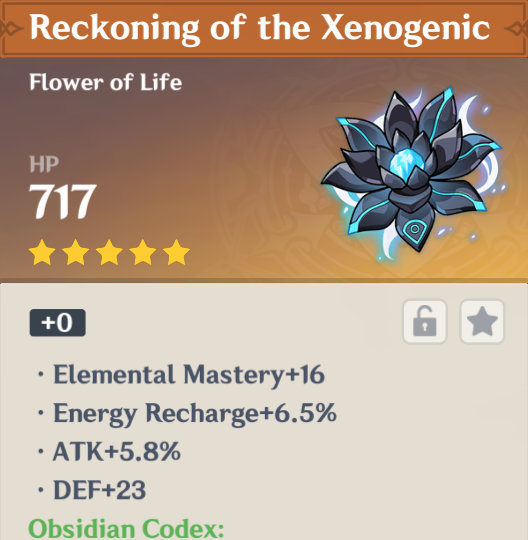 Reckoning of the Xenogenic
Flower of Life
HP
717
+0
· Elemental Mastery+16
· Energy Recharge+6.5%
· ATK+5.8%
· DEF+23
Obsidian Codex: